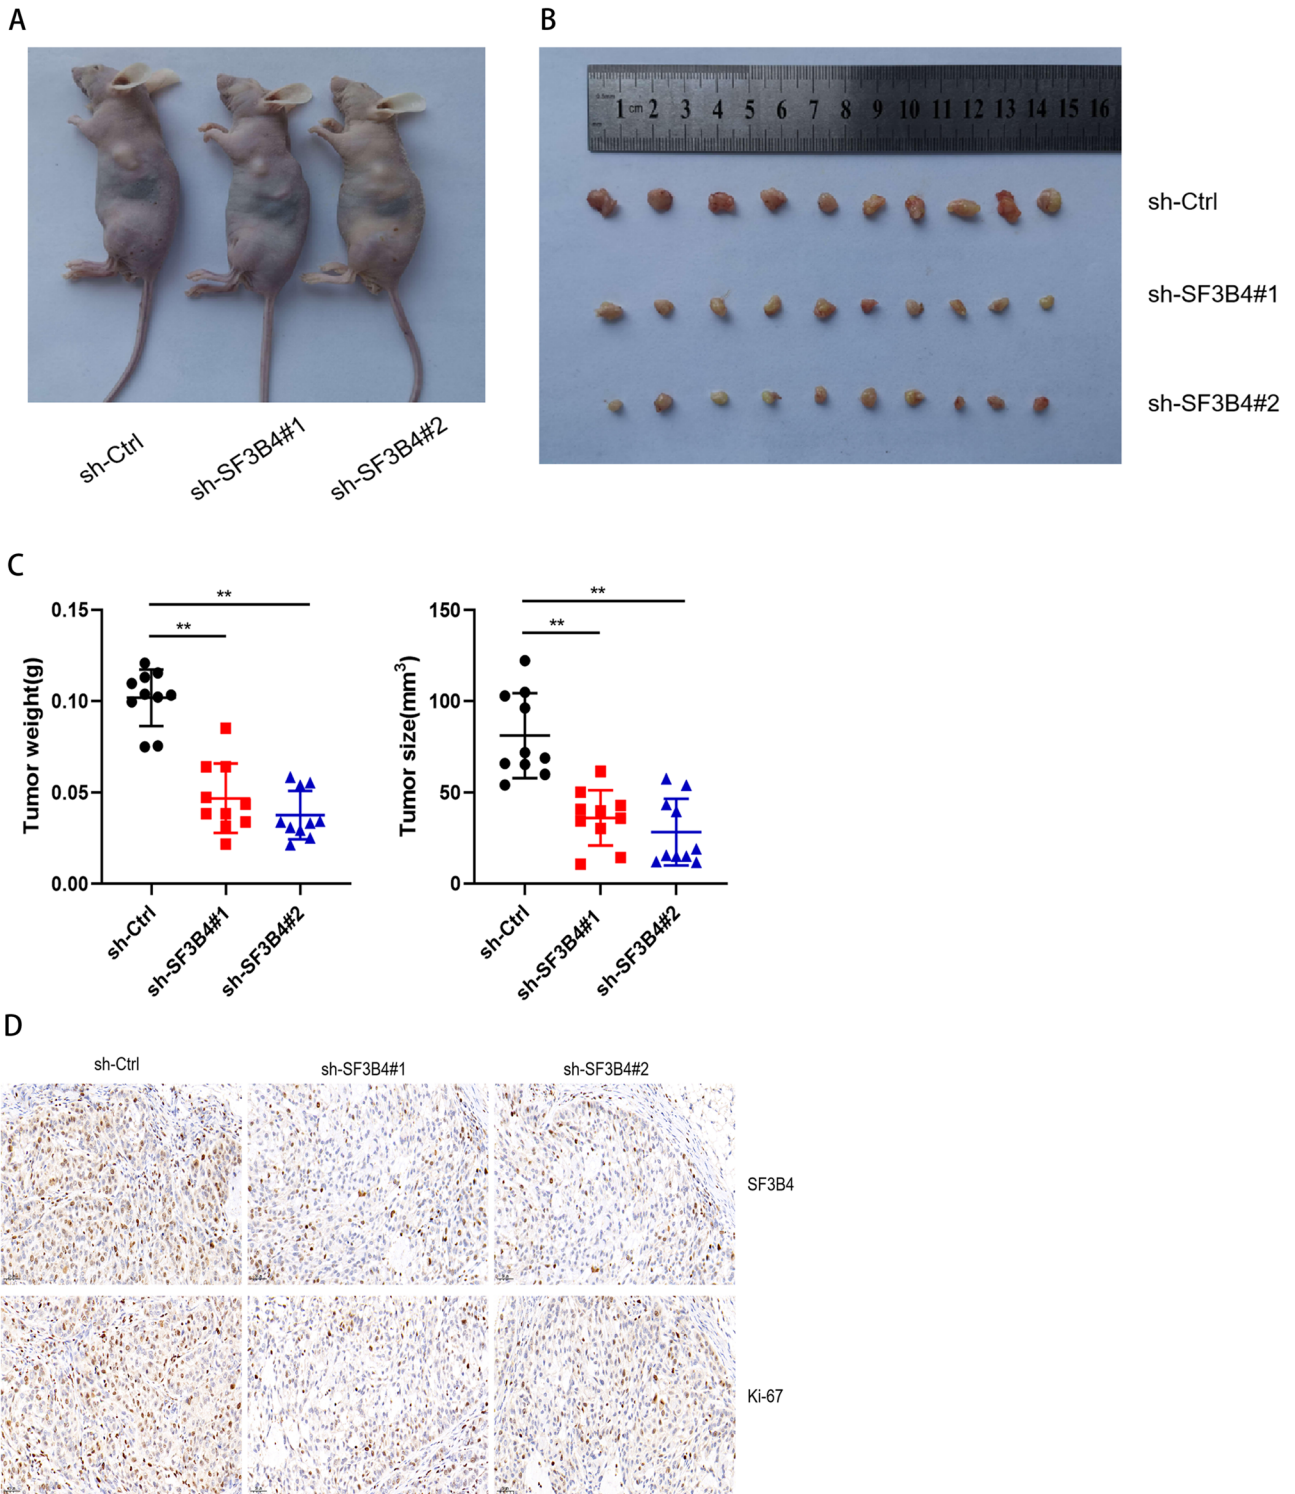 A
B
1 cm 2 3 4 5 6 7 8 9 10 11 12 13 14 15 16
sh-Ctrl
sh-SF3B4#1
sh-SF3B4#2
sh-Ctrl
sh-SF3B4#1
sh-SF3B4#2
C
Tumor weight(g)
0.15
0.10
0.05
0.00
**
**
sh-Ctrl
sh-SF3B4#1
sh-SF3B4#2
Tumor size(mm3)
150
100
50
0
**
**
sh-Ctrl
sh-SF3B4#1
sh-SF3B4#2
D
sh-Ctrl
sh-SF3B4#1
sh-SF3B4#2
SF3B4
Ki-67